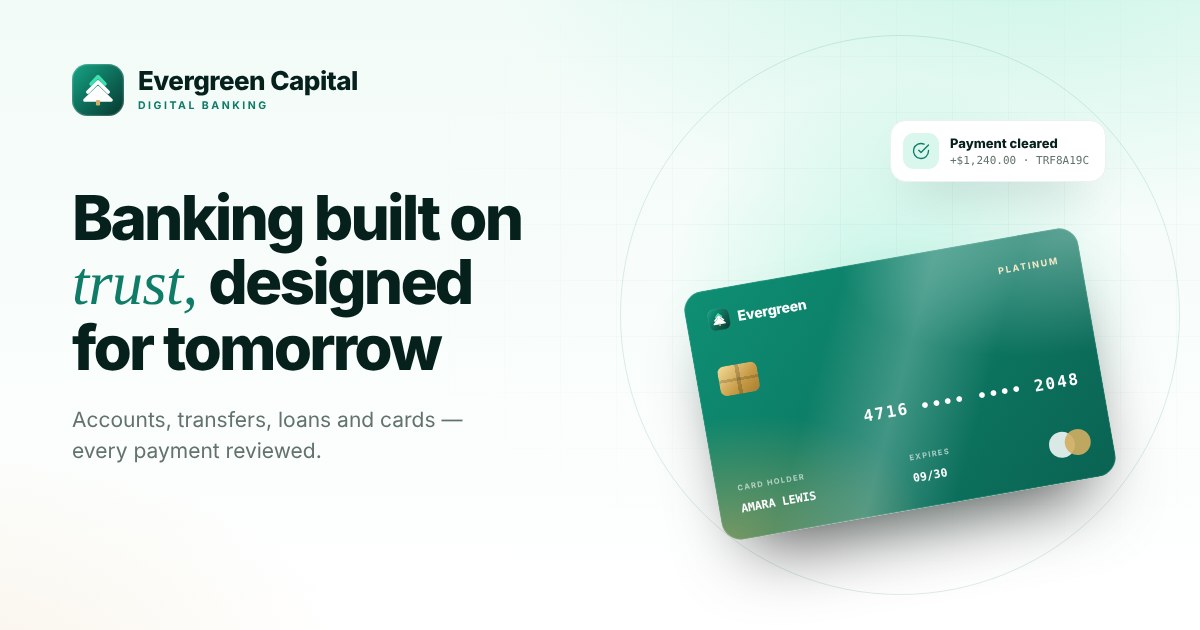 Evergreen Capital
DIGITAL BANKING
Banking built on
trust, designed
for tomorrow
Accounts, transfers, loans and cards —
every payment reviewed.
Payment cleared
+$1,240.00 · TRF8A19C
PLATINUM
Evergreen
4716 •••• •••• 2048
CARD HOLDER
AMARA LEWIS
EXPIRES
09/30